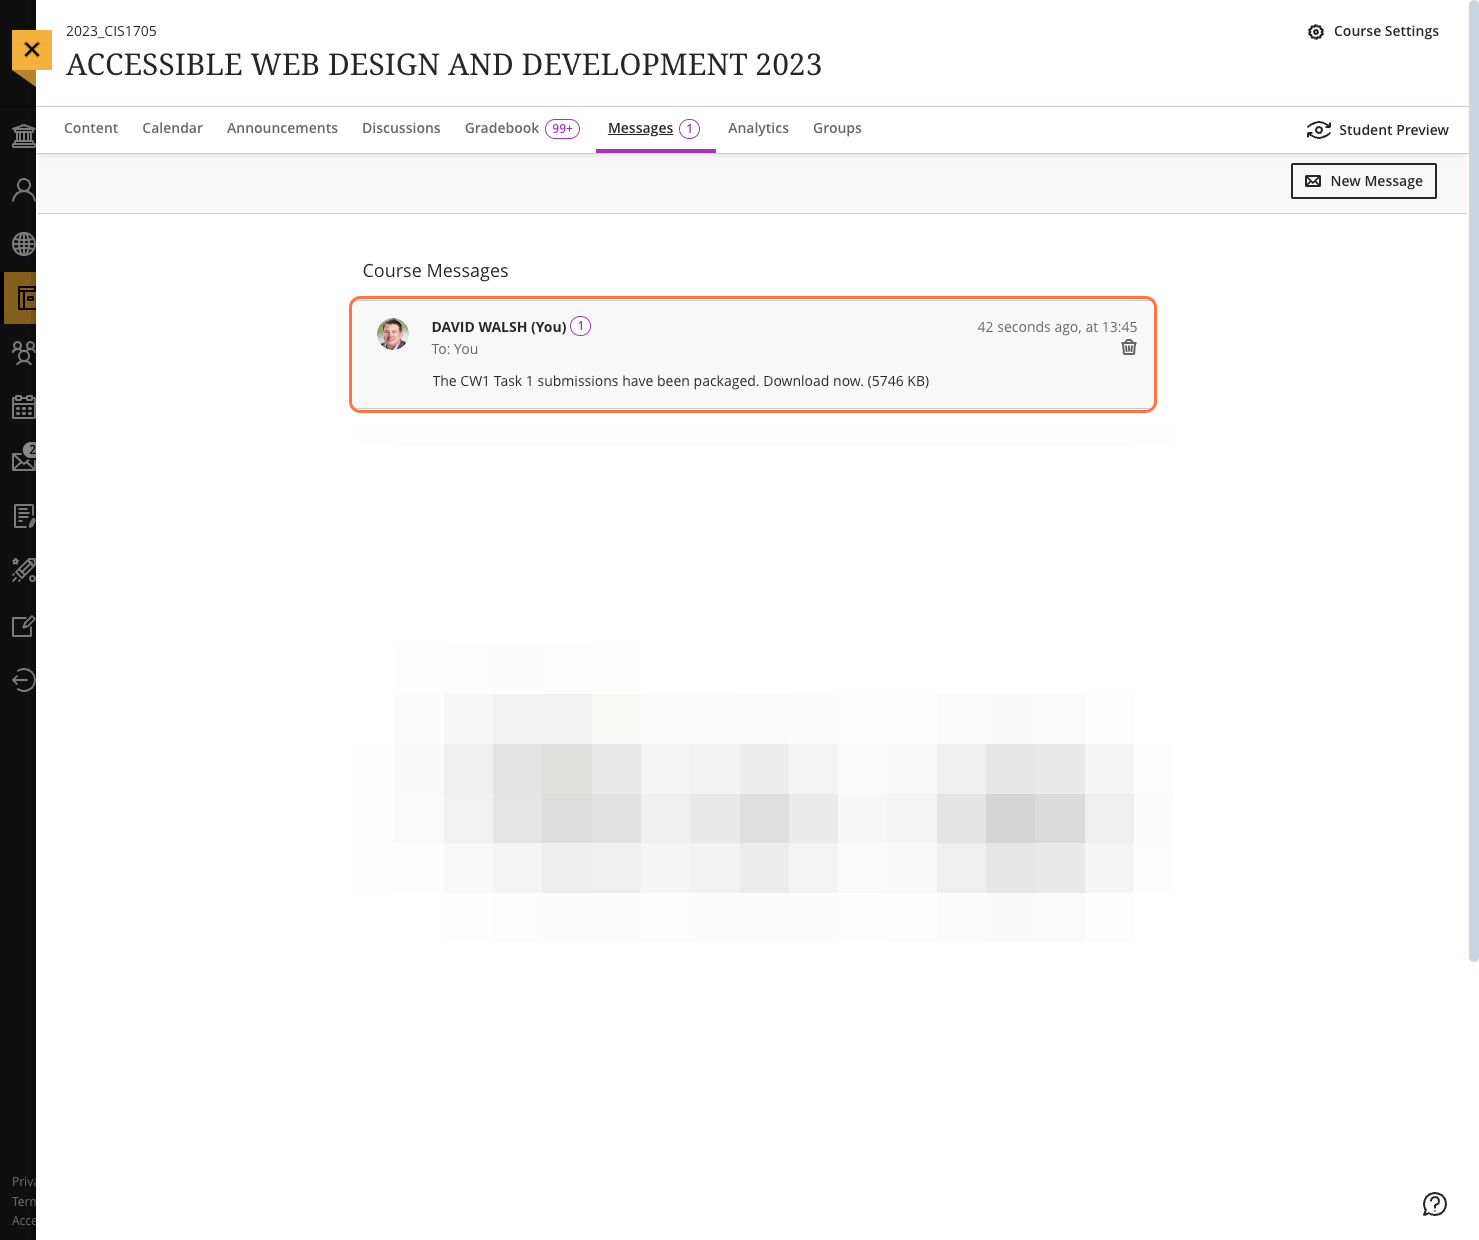 2023_CIS1705
ACCESSIBLE WEB DESIGN AND DEVELOPMENT 2023
Course Settings
Content Calendar Announcements Discussions Gradebook 99+ Messages 1 Analytics Groups
Student Preview
New Message
Course Messages
DAVID WALSH (You) 1
42 seconds ago, at 13:45
To: You
The CW1 Task 1 submissions have been packaged. Download now. (5746 KB)
2
Priva
Term
Acce